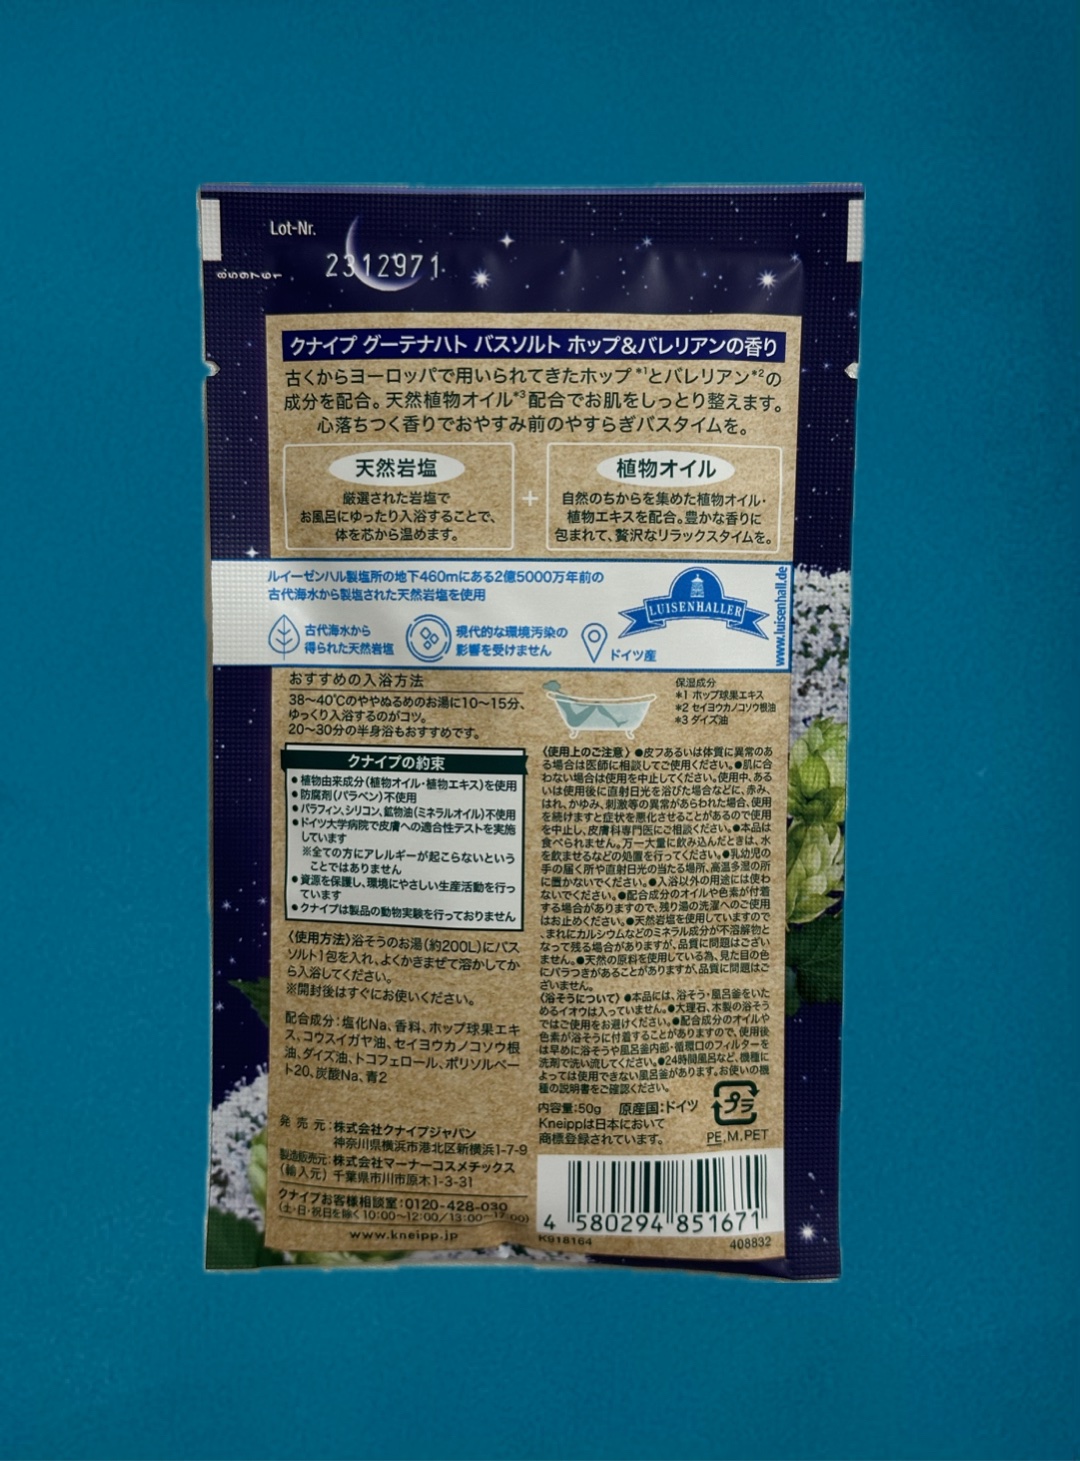 Lot-Nr.
2312971
859761
クナイプ グーテナハト バスソルト ホップ&バレリアンの香り
古くからヨーロッパで用いられてきたホップ*1とバレリアン*2の
成分を配合。天然植物オイル*3配合でお肌をしっとり整えます。
心落ちつく香りでおやすみ前のやすらぎバスタイムを。
天然岩塩
厳選された岩塩で
お風呂にゆったり入浴することで、
体を芯から温めます。
+
植物オイル
自然のちからを集めた植物オイル・
植物エキスを配合。豊かな香りに
包まれて、贅沢なリラックスタイムを。
ルイーゼンハル製塩所の地下460mにある2億5000万年前の
古代海水から製塩された天然岩塩を使用
古代海水から
得られた天然岩塩
現代的な環境汚染の
影響を受けません
ドイツ産
LUISENHALLER
www.luisenhall.de
おすすめの入浴方法
38〜40℃のややぬるめのお湯に10〜15分、
ゆっくり入浴するのがコツ。
20〜30分の半身浴もおすすめです。
保湿成分
*1 ホップ球果エキス
*2 セイヨウカノコソウ根油
*3 ダイズ油
クナイプの約束
●植物由来成分(植物オイル・植物エキス)を使用
●防腐剤(パラベン)不使用
●パラフィン、シリコン、鉱物油(ミネラルオイル)不使用
●ドイツ大学病院で皮膚への適合性テストを実施
しています
※全ての方にアレルギーが起こらないという
ことではありません
●資源を保護し、環境にやさしい生産活動を行っ
ています
●クナイプは製品の動物実験を行っておりません
〈使用方法〉浴そうのお湯(約200L)にバス
ソルト1包を入れ、よくかきまぜて溶かしてか
ら入浴してください。
※開封後はすぐにお使いください。
配合成分:塩化Na、香料、ホップ球果エキ
ス、コウスイガヤ油、セイヨウカノコソウ根
油、ダイズ油、トコフェロール、ポリソルベー
ト20、炭酸Na、青2
発売元:株式会社クナイプジャパン
神奈川県横浜市港北区新横浜1-7-9
製造販売元:株式会社マーナーコスメチックス
(輸入元) 千葉県市川市原木1-3-31
クナイプお客様相談室:0120-428-030
(土・日・祝日を除く10:00〜12:00/13:00〜17:00)
www.kneipp.jp
〈使用上のご注意〉●皮フあるいは体質に異常のあ
る場合は医師に相談してご使用ください。●肌に合
わない場合は使用を中止してください。使用中、ある
いは使用後に直射日光を浴びた場合などに、赤み、
はれ、かゆみ、刺激等の異常があらわれた場合、使用
を続けますと症状を悪化させることがあるので使用
を中止し、皮膚科専門医にご相談ください。●本品は
食べられません。万一大量に飲み込んだときは、水
を飲ませるなどの処置を行ってください。●乳幼児の
手の届く所や直射日光の当たる場所、高温多湿の所
に置かないでください。●入浴以外の用途には使わ
ないでください。●配合成分のオイルや色素が付着
する場合がありますので、残り湯の洗濯へのご使用
はお止めください。●天然岩塩を使用していますので
、まれにカルシウムなどのミネラル成分が不溶解物と
なって残る場合がありますが、品質に問題はござい
ません。●天然の原料を使用している為、見た目の色
にバラつきがあることがありますが、品質に問題はご
ざいません。
〈浴そうについて〉●本品には、浴そう・風呂釜をいた
めるイオウは入っていません。●大理石、木製の浴そう
ではご使用をお避けください。●配合成分のオイルや
色素が浴そうに付着することがありますので、使用後
は早めに浴そうや風呂釜内部・循環口のフィルターを
洗剤で洗い流してください。●24時間風呂など、機種に
よっては使用できない風呂釜があります。お使いの機
種の説明書をご確認ください。
内容量:50g 原産国:ドイツ
Kneippは日本において
商標登録されています。
プラ
PE,M,PET
4 580294 851671
K918164
408832